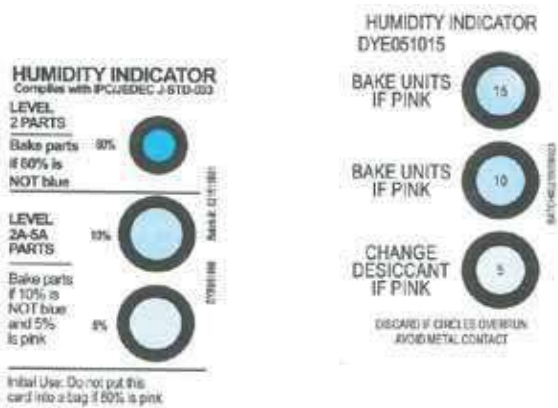 HUMIDITY INDICATOR
Complies with IPC/JEDEC J-STD-033
LEVEL
2 PARTS
Bake parts
if 60% is
NOT blue
60%
LEVEL
2A-5A
PARTS
10%
Bake parts
if 10% is
NOT blue
and 5%
is pink
5%
Initial Use: Do not put this
card into a bag if 60% is pink
HUMIDITY INDICATOR
DYE051015
BAKE UNITS
IF PINK
15
BAKE UNITS
IF PINK
10
CHANGE
DESICCANT
IF PINK
5
DISCARD IF CIRCLES OVERRUN
AVOID METAL CONTACT